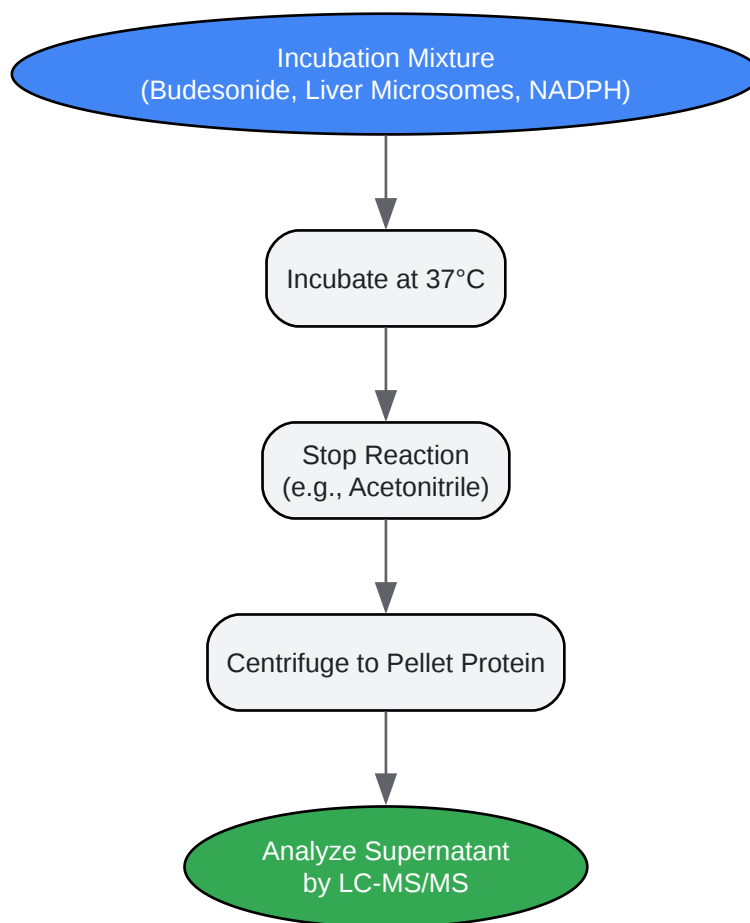 Incubation Mixture
(Budesonide, Liver Microsomes, NADPH)
Incubate at 37°C
Stop Reaction
(e.g., Acetonitrile)
Centrifuge to Pellet Protein
Analyze Supernatant
by LC-MS/MS